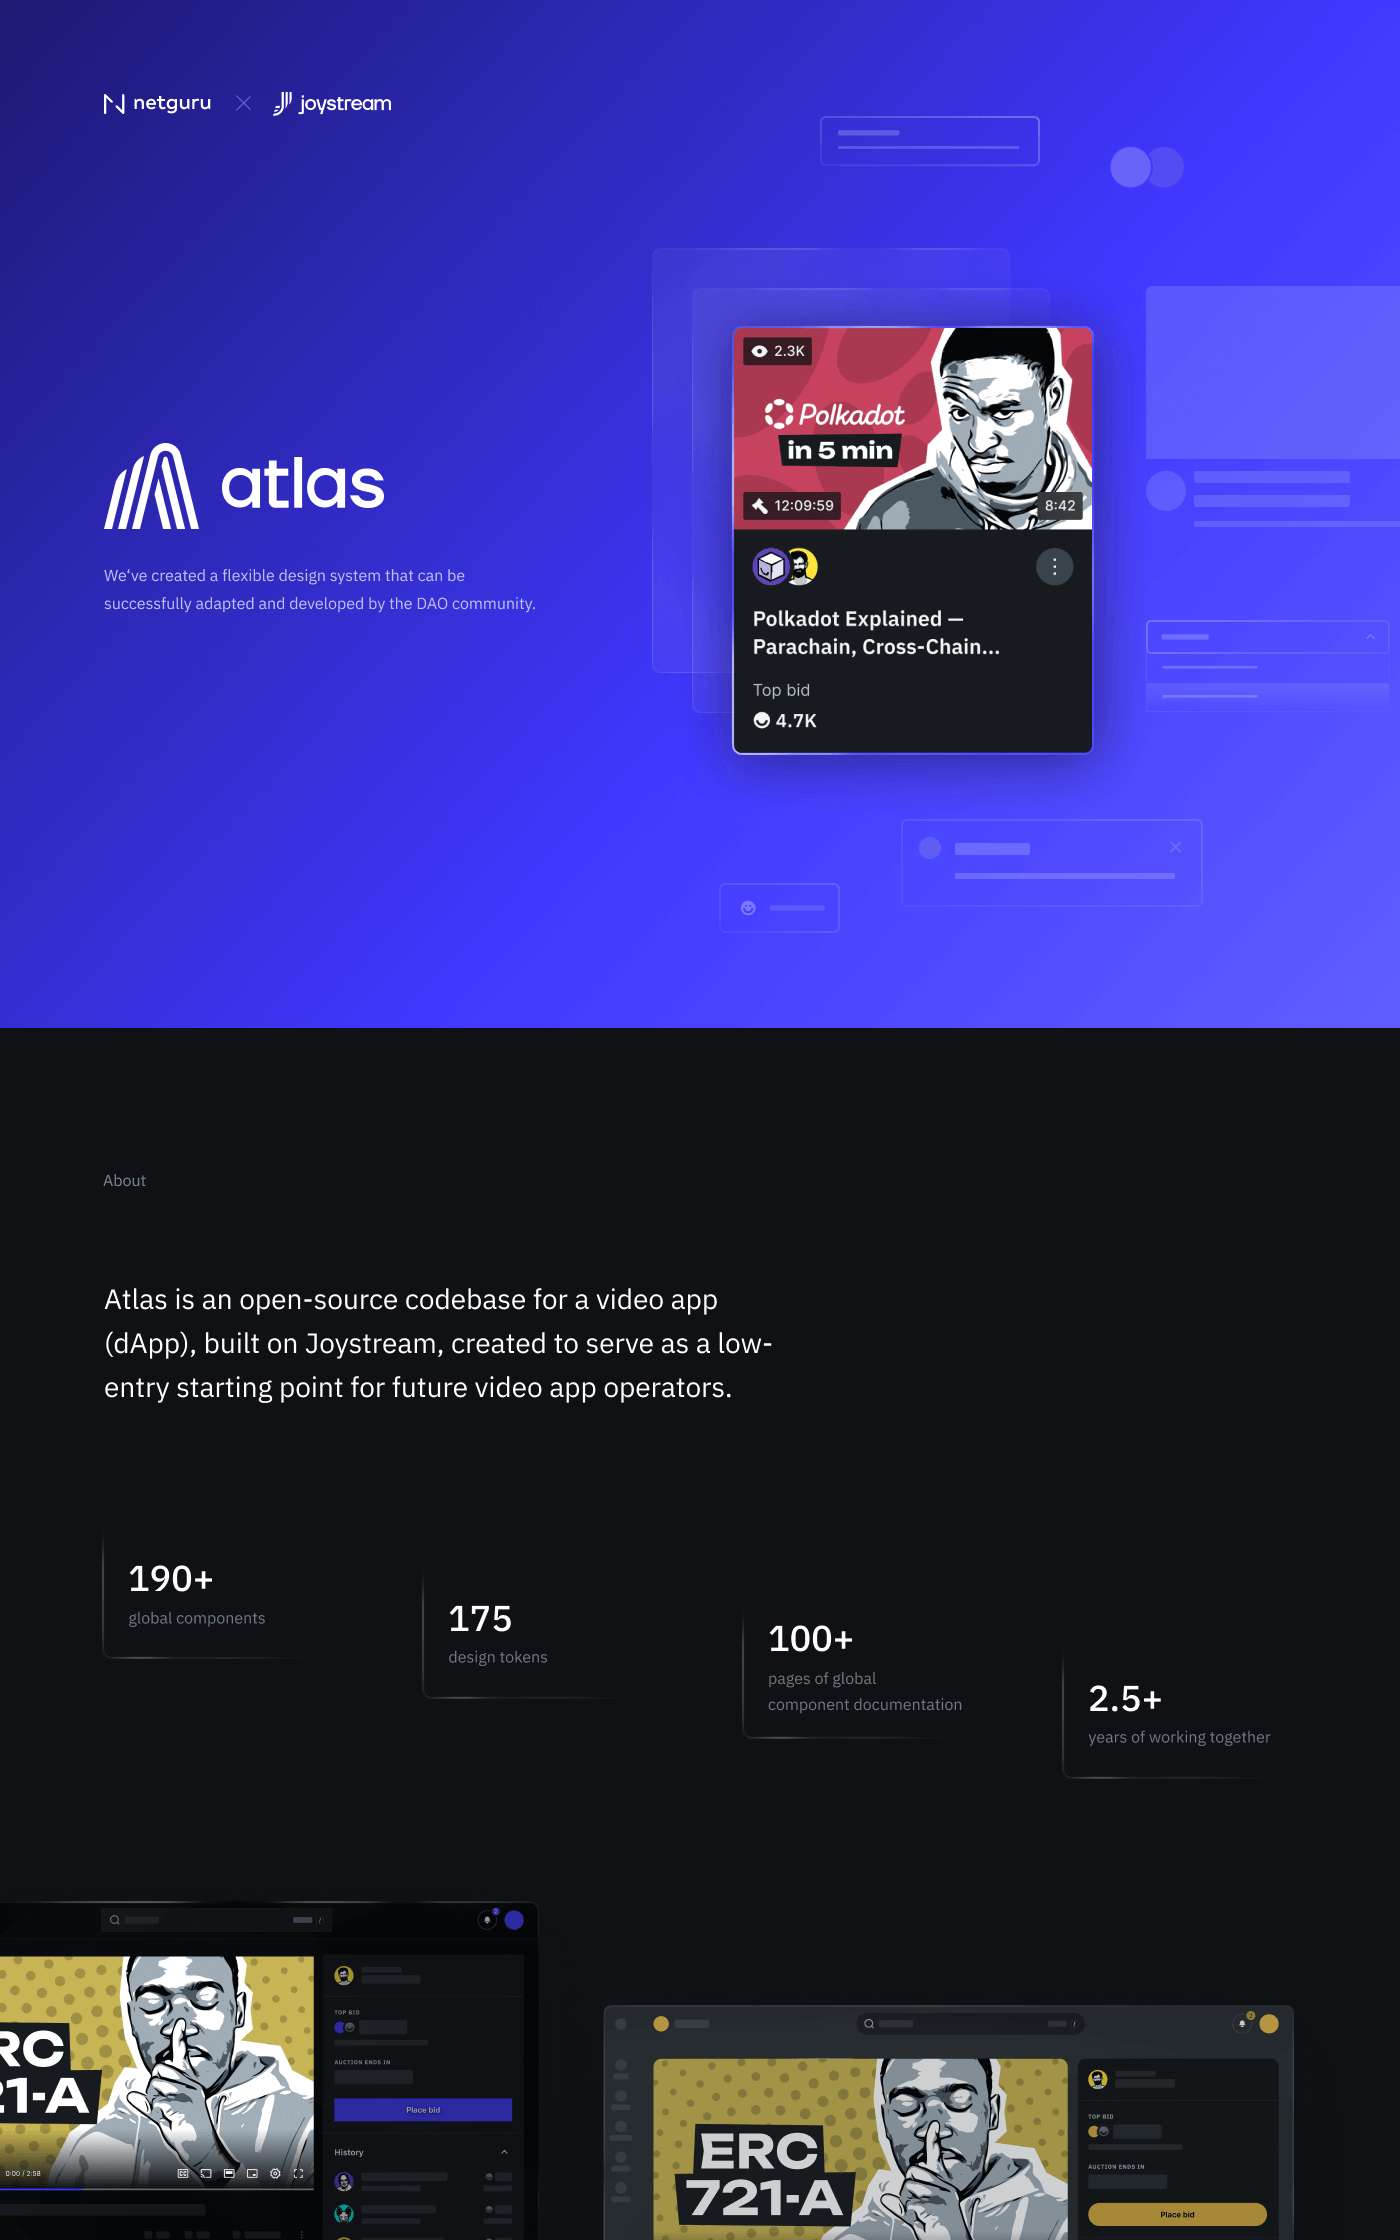 netguru
joystream
2.3K
Polkadot
in 5 min
12:09:59
8:42
atlas
We've created a flexible design system that can be
successfully adapted and developed by the DAO community.
Polkadot Explained —
Parachain, Cross-Chain...
Top bid
4.7K
About
Atlas is an open-source codebase for a video app
(dApp), built on Joystream, created to serve as a low-
entry starting point for future video app operators.
190+
global components
175
design tokens
100+
pages of global
component documentation
2.5+
years of working together
/
2
RC
21-A
0:00 / 2:58
TOP BID
AUCTION ENDS IN
Place bid
History
/
ERC
721-A
TOP BID
AUCTION ENDS IN
Place bid